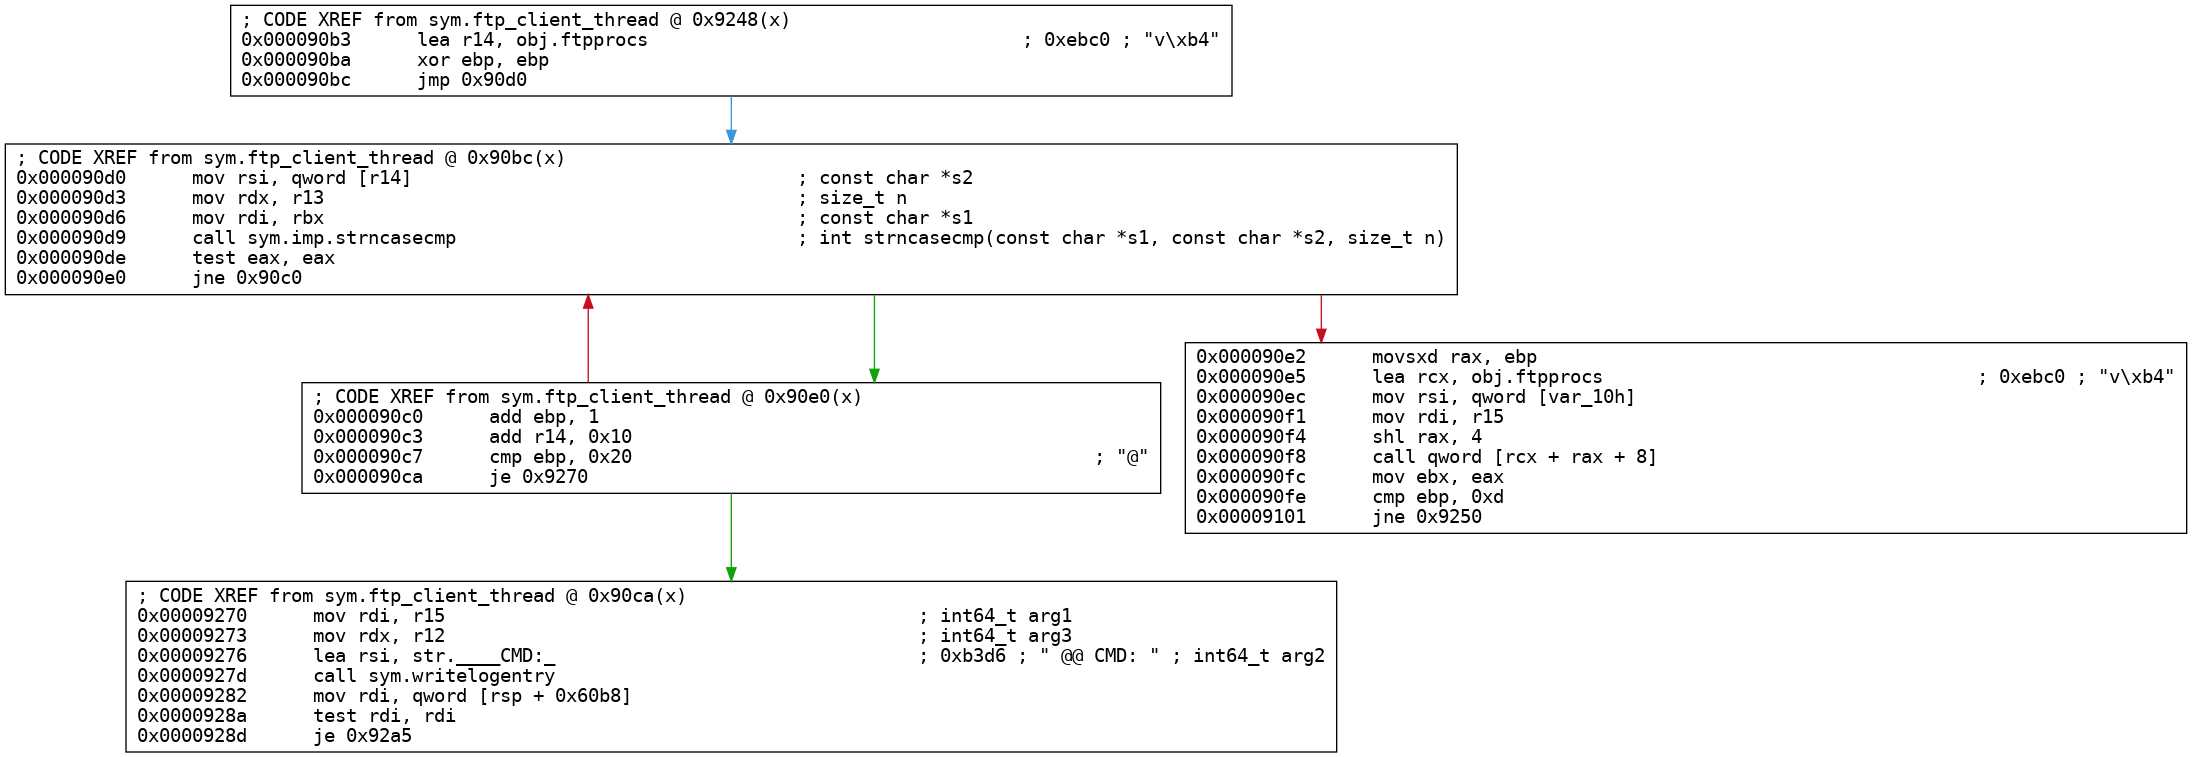 ; CODE XREF from sym.ftp_client_thread @ 0x9248(x)
0x000090b3      lea r14, obj.ftpprocs                                  ; 0xebc0 ; "v\xb4"
0x000090ba      xor ebp, ebp
0x000090bc      jmp 0x90d0
; CODE XREF from sym.ftp_client_thread @ 0x90bc(x)
0x000090d0      mov rsi, qword [r14]                                   ; const char *s2
0x000090d3      mov rdx, r13                                           ; size_t n
0x000090d6      mov rdi, rbx                                           ; const char *s1
0x000090d9      call sym.imp.strncasecmp                               ; int strncasecmp(const char *s1, const char *s2, size_t n)
0x000090de      test eax, eax
0x000090e0      jne 0x90c0
0x000090e2      movsxd rax, ebp
0x000090e5      lea rcx, obj.ftpprocs                                  ; 0xebc0 ; "v\xb4"
0x000090ec      mov rsi, qword [var_10h]
0x000090f1      mov rdi, r15
0x000090f4      shl rax, 4
0x000090f8      call qword [rcx + rax + 8]
0x000090fc      mov ebx, eax
0x000090fe      cmp ebp, 0xd
0x00009101      jne 0x9250
; CODE XREF from sym.ftp_client_thread @ 0x90e0(x)
0x000090c0      add ebp, 1
0x000090c3      add r14, 0x10
0x000090c7      cmp ebp, 0x20                                          ; "@"
0x000090ca      je 0x9270
; CODE XREF from sym.ftp_client_thread @ 0x90ca(x)
0x00009270      mov rdi, r15                                           ; int64_t arg1
0x00009273      mov rdx, r12                                           ; int64_t arg3
0x00009276      lea rsi, str.____CMD:_                                 ; 0xb3d6 ; " @@ CMD: " ; int64_t arg2
0x0000927d      call sym.writelogentry
0x00009282      mov rdi, qword [rsp + 0x60b8]
0x0000928a      test rdi, rdi
0x0000928d      je 0x92a5